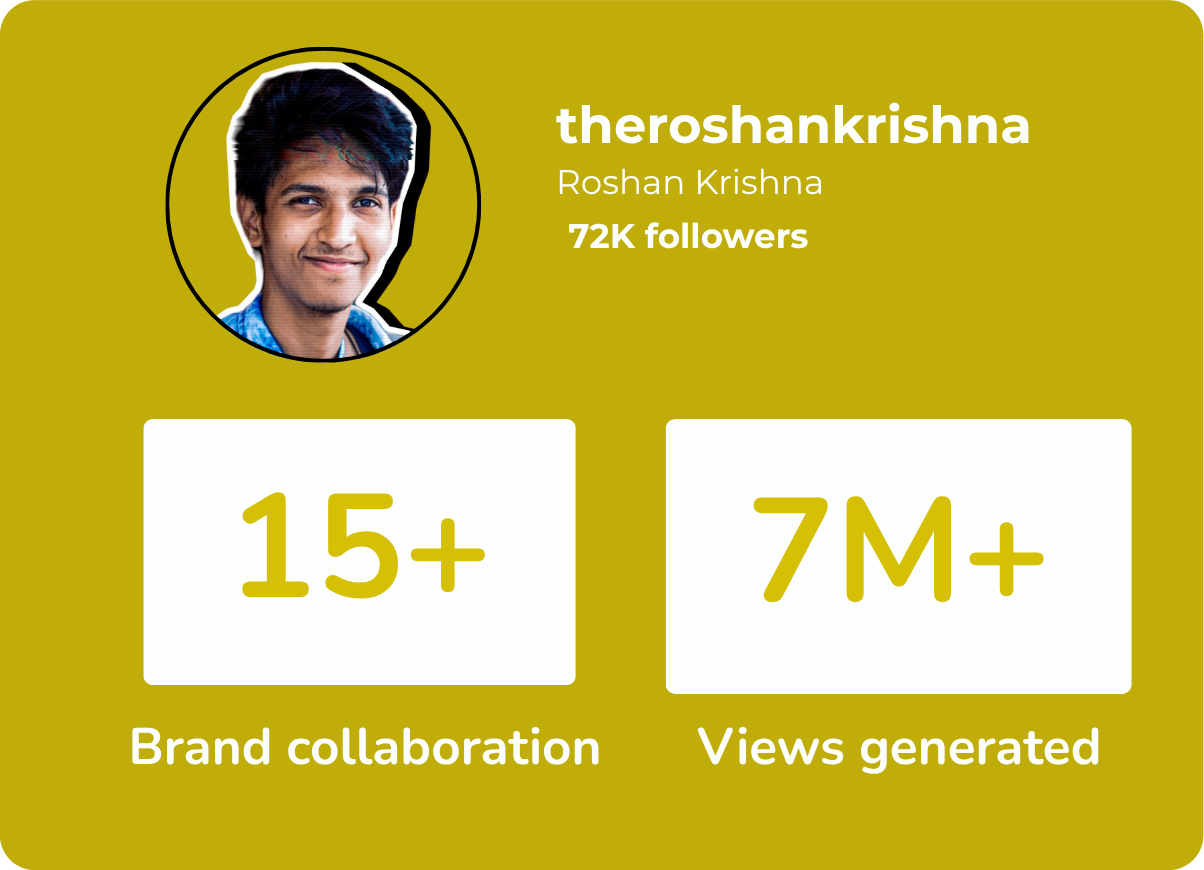 theroshankrishna
Roshan Krishna
72K followers
15+
7M+
Brand collaboration
Views generated